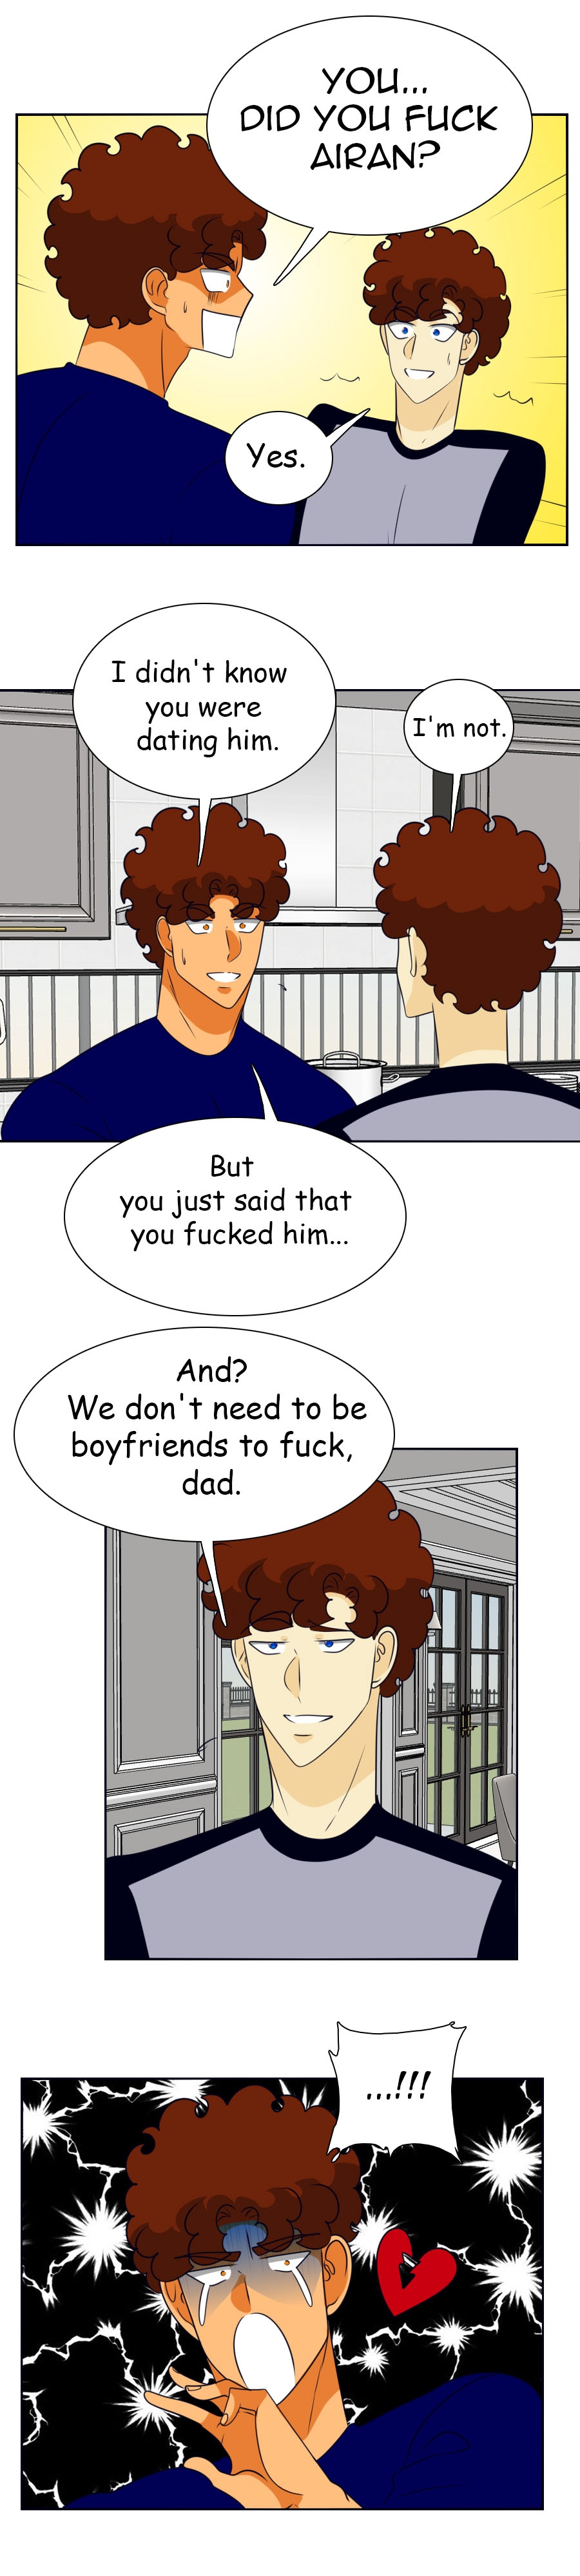 YOU...
DID YOU FUCK
AIRAN?
Yes.
I didn't know
you were
dating him.
I'm not.
But
you just said that
you fucked him...
And?
We don't need to be
boyfriends to fuck,
dad.
...!!!